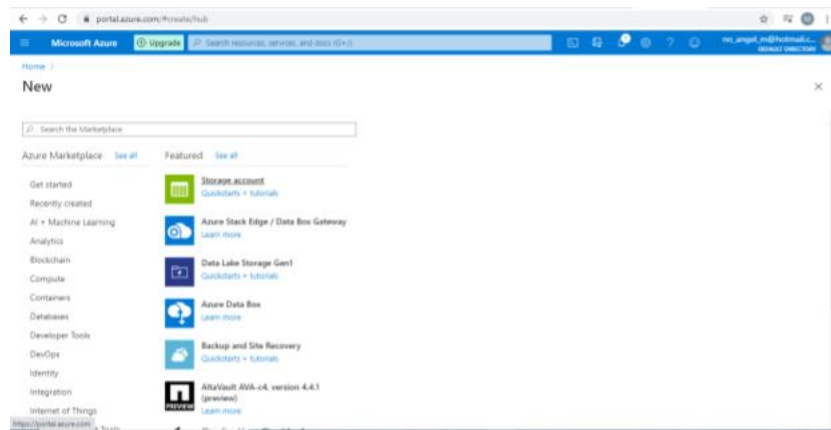 portal.azure.com/#create/hub
Microsoft Azure
Upgrade
Search resources, services, and docs (G+/)
no_angel_m@hotmail.c...
DEFAULT DIRECTORY
Home >
New
Search the Marketplace
Azure Marketplace See all
Featured See all
Get started
Recently created
AI + Machine Learning
Analytics
Blockchain
Compute
Containers
Databases
Developer Tools
DevOps
Identity
Integration
Internet of Things
Tools
Storage account
Quickstarts + tutorials
Azure Stack Edge / Data Box Gateway
Learn more
Data Lake Storage Gen1
Quickstarts + tutorials
Azure Data Box
Learn more
Backup and Site Recovery
Quickstarts + tutorials
AltaVault AVA-c4, version 4.4.1
(preview)
Learn more
PREVIEW
https://portal.azure.com